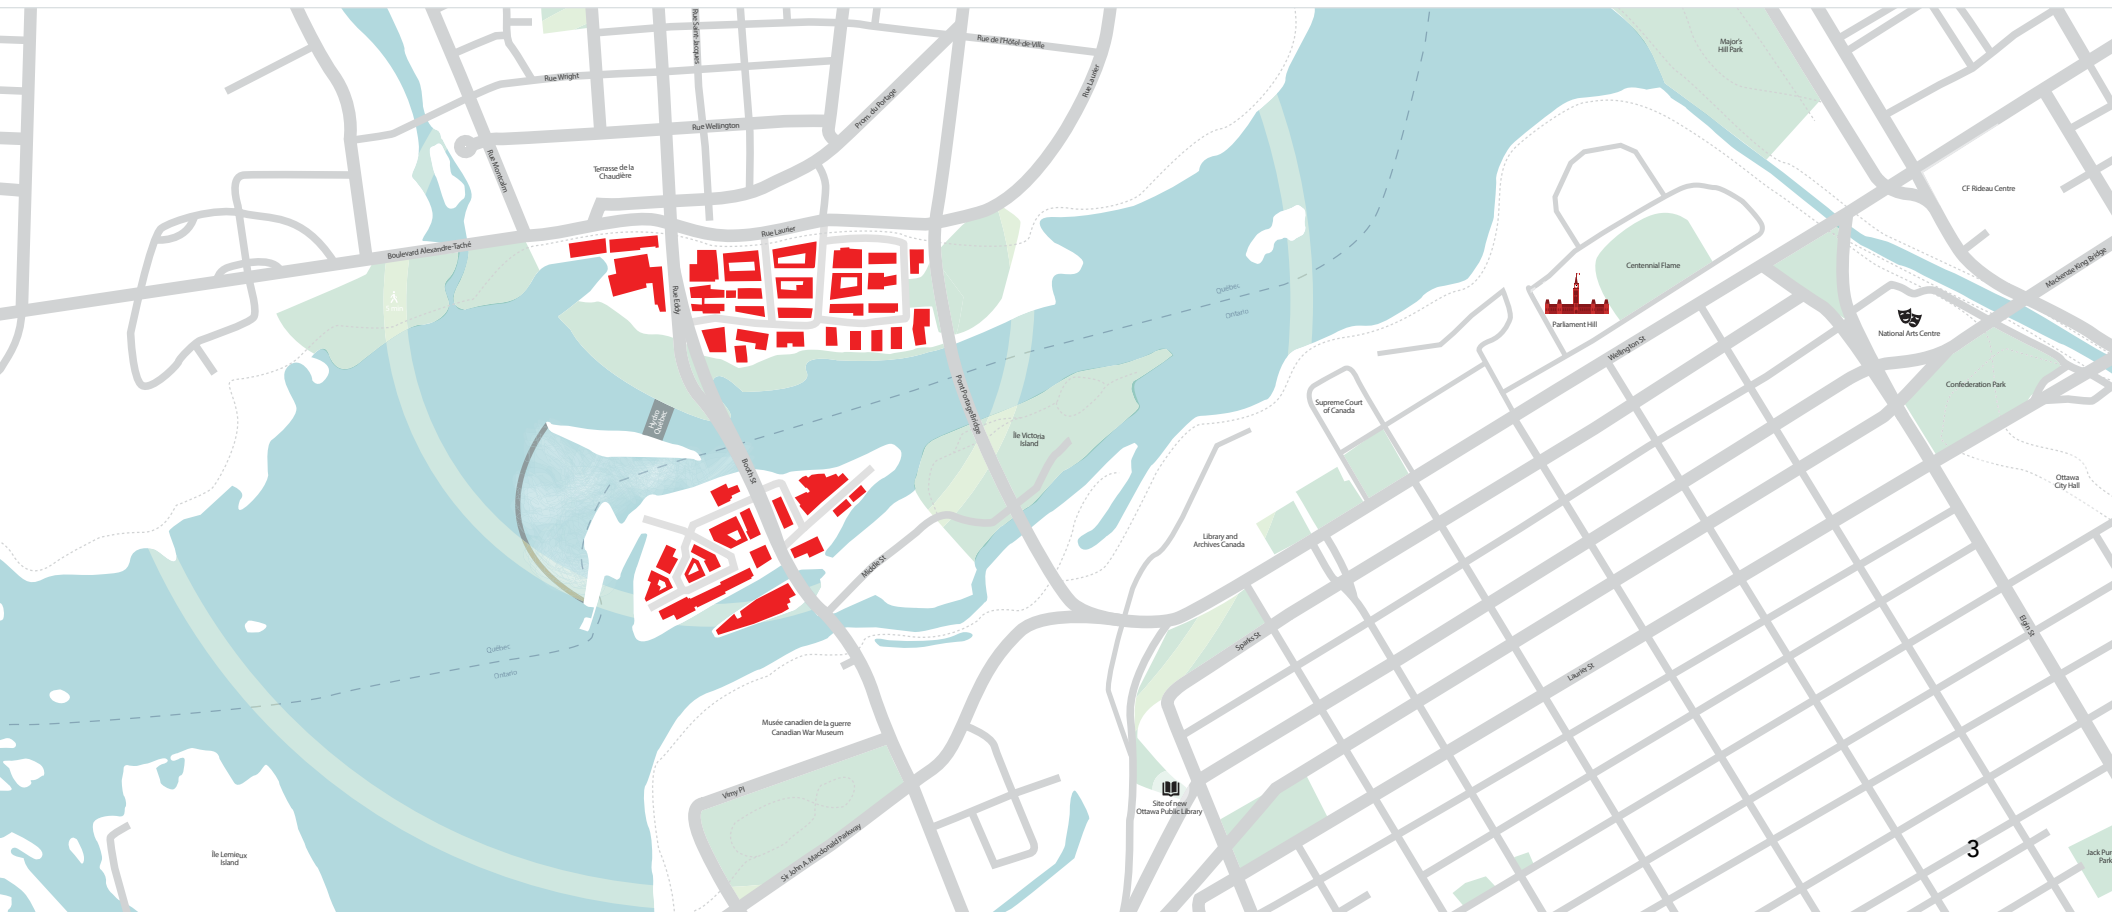 Rue Saint-Jacques
Rue de l'Hôtel-de-Ville
Major's
Hill Park
Rue Wright
Rue Laurier
Prom. du Portage
Rue Wellington
Rue Montcalm
Terrasse de la
Chaudière
CF Rideau Centre
Boulevard Alexandre-Taché
Rue Laurier
Mackenzie King Bridge
Centennial Flame
Rue Eddy
Québec
Ontario
Parliament Hill
National Arts Centre
Wellington St
Confederation Park
Pont Portage Bridge
Supreme Court
of Canada
Hydro
Québec
Île Victoria
Island
Booth St
Ottawa
City Hall
Library and
Archives Canada
Middle St
Elgin St
Sparks St
Québec
Ontario
Laurier St
Musée canadien de la guerre
Canadian War Museum
Vimy Pl
Site of new
Ottawa Public Library
Sir John A. Macdonald Parkway
Île Lemieux
Island
3
Jack Pur
Park